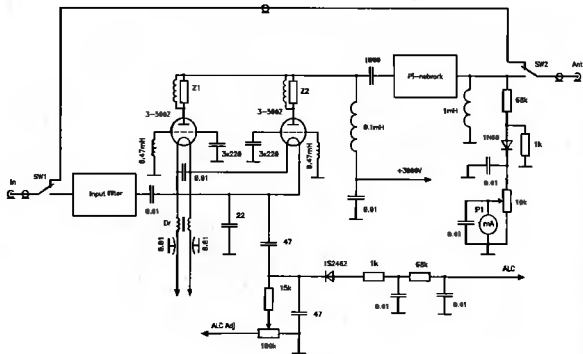 1000
Pi-network
SW2
Ant
Z1
Z2
3-500Z
3-500Z
68k
0.1mH
1mH
1N60
1k
0.47mH
3x220
3x220
0.47mH
0.01
+3000V
0.01
In
SW1
Input filter
0.01
0.01
10k
Dr
22
47
P1
mA
0.01
0.01
0.01
IS2462
1k
68k
ALC
15k
47
0.01
0.01
ALC Adj
100k